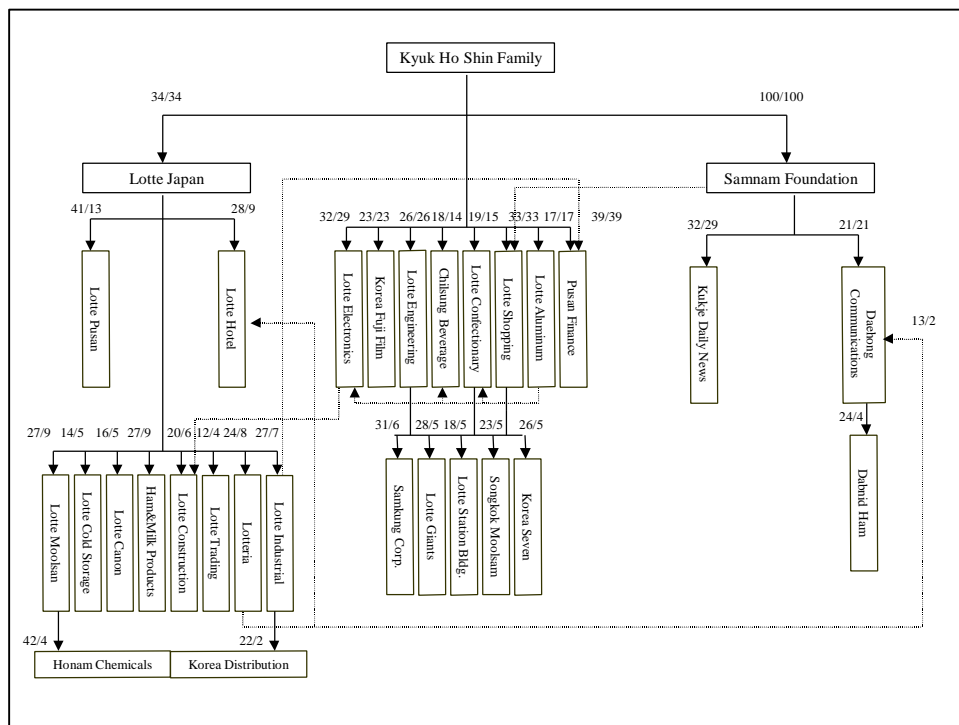 Kyuk Ho Shin Family
34/34
100/100
Lotte Japan
Samnam Foundation
41/13
28/9
32/29
23/23
26/26
18/14
19/15
33/33
17/17
39/39
32/29
21/21
Lotte Pusan
Lotte Hotel
Lotte Electronics
Korea Fuji Film
Lotte Engineering
Chilsung Beverage
Lotte Confectionary
Lotte Shopping
Lotte Aluminum
Pusan Finance
Kukje Daily News
Daehong
Communications
13/2
27/9
14/5
16/5
27/9
20/6
12/4
24/8
27/7
31/6
28/5
18/5
23/5
26/5
24/4
Lotte Moolsan
Lotte Cold Storage
Lotte Canon
Ham&Milk Products
Lotte Construction
Lotte Trading
Lotteria
Lotte Industrial
Samkung Corp.
Lotte Giants
Lotte Station Bldg.
Songkok Moolsam
Korea Seven
Dabnid Ham
42/4
22/2
Honam Chemicals
Korea Distribution